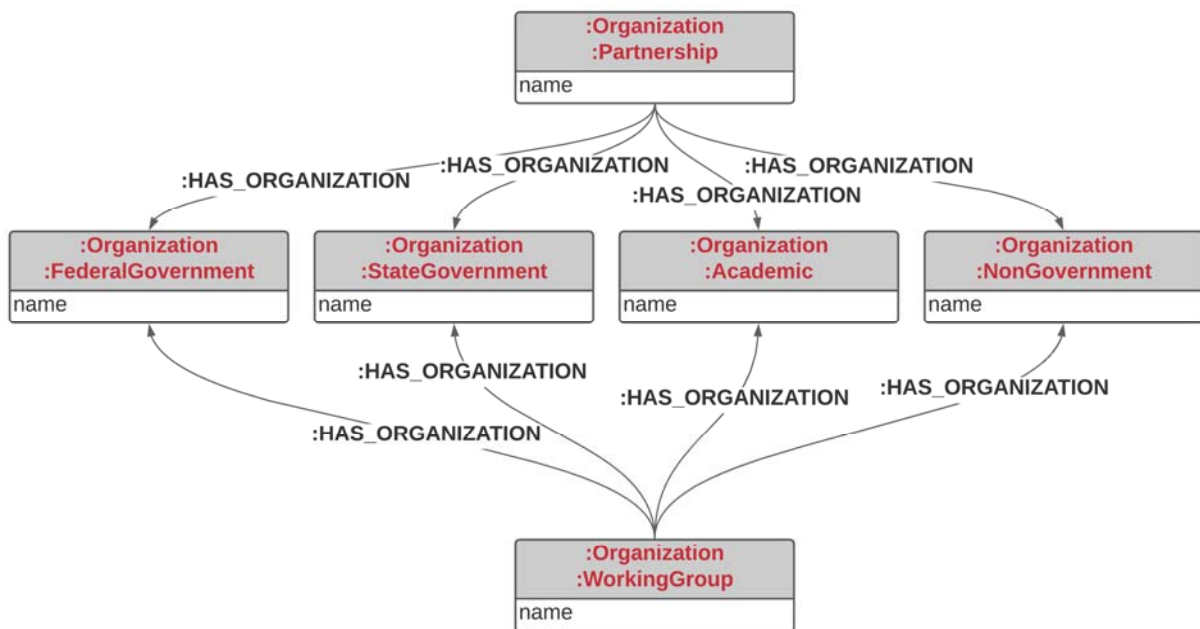 :Organization
:Partnership
name
:HAS_ORGANIZATION
:HAS_ORGANIZATION
:HAS_ORGANIZATION
:HAS_ORGANIZATION
:Organization
:FederalGovernment
name
:Organization
:StateGovernment
name
:Organization
:Academic
name
:Organization
:NonGovernment
name
:HAS_ORGANIZATION
:HAS_ORGANIZATION
:HAS_ORGANIZATION
:HAS_ORGANIZATION
:Organization
:WorkingGroup
name